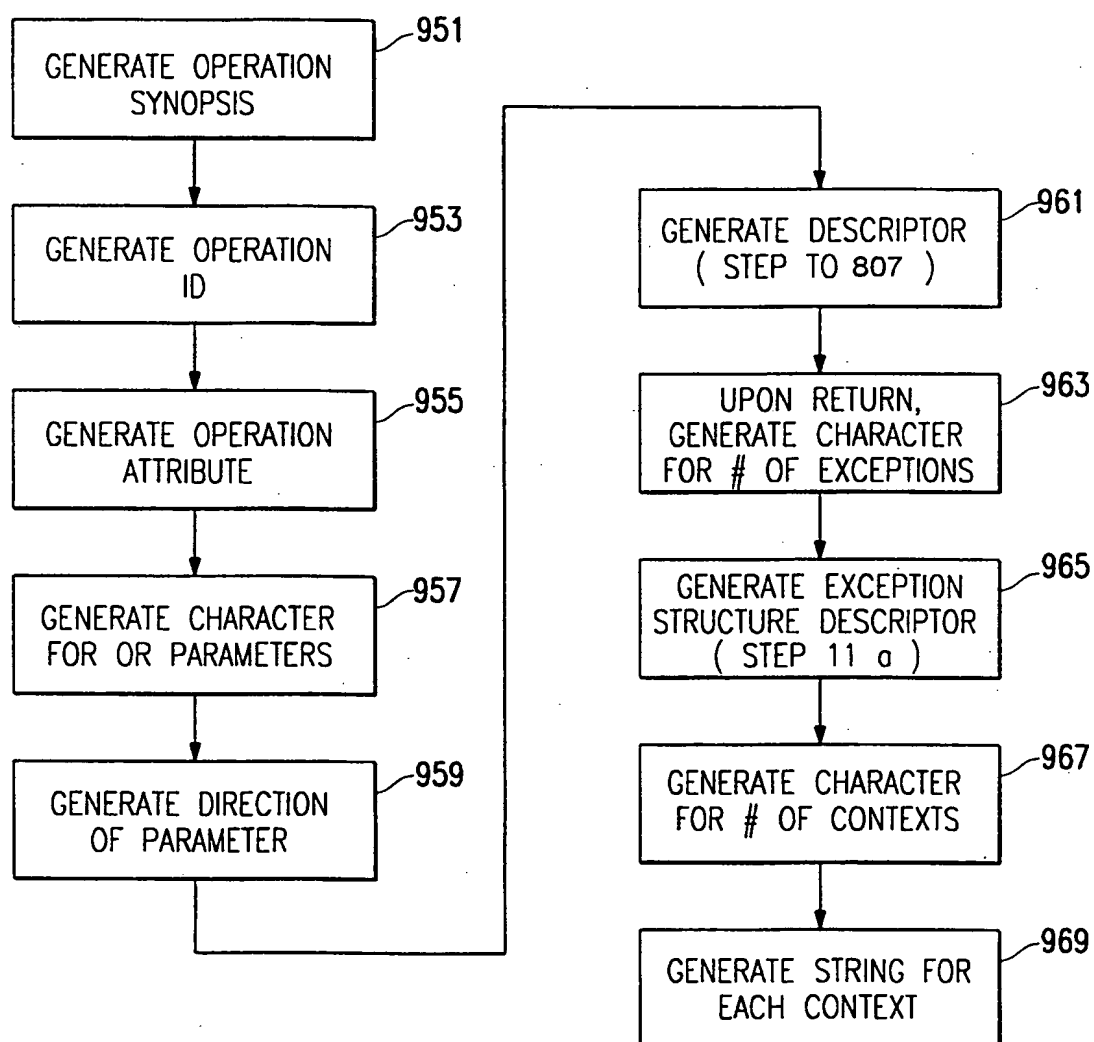 951
GENERATE OPERATION
SYNOPSIS
953
GENERATE OPERATION
ID
955
GENERATE OPERATION
ATTRIBUTE
957
GENERATE CHARACTER
FOR OR PARAMETERS
959
GENERATE DIRECTION
OF PARAMETER
961
GENERATE DESCRIPTOR
( STEP TO 807 )
963
UPON RETURN,
GENERATE CHARACTER
FOR # OF EXCEPTIONS
965
GENERATE EXCEPTION
STRUCTURE DESCRIPTOR
( STEP 11 a )
967
GENERATE CHARACTER
FOR # OF CONTEXTS
969
GENERATE STRING FOR
EACH CONTEXT